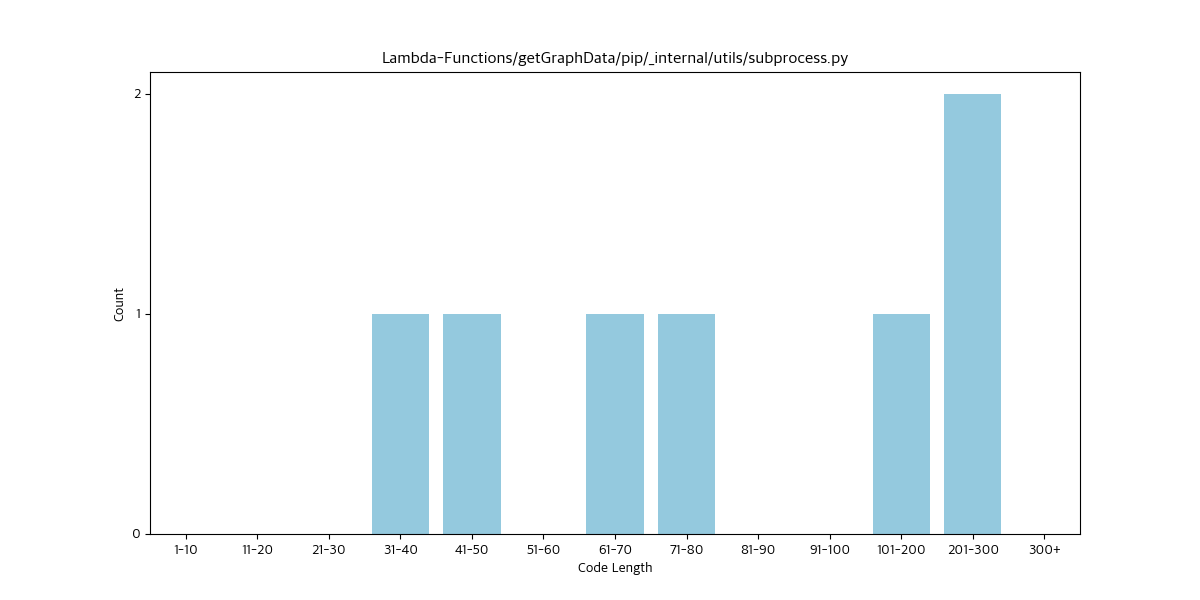 Lambda-Functions/getGraphData/pip/_internal/utils/subprocess.py
2
1
0
Count
1-10 11-20 21-30 31-40 41-50 51-60 61-70 71-80 81-90 91-100 101-200 201-300 300+
Code Length